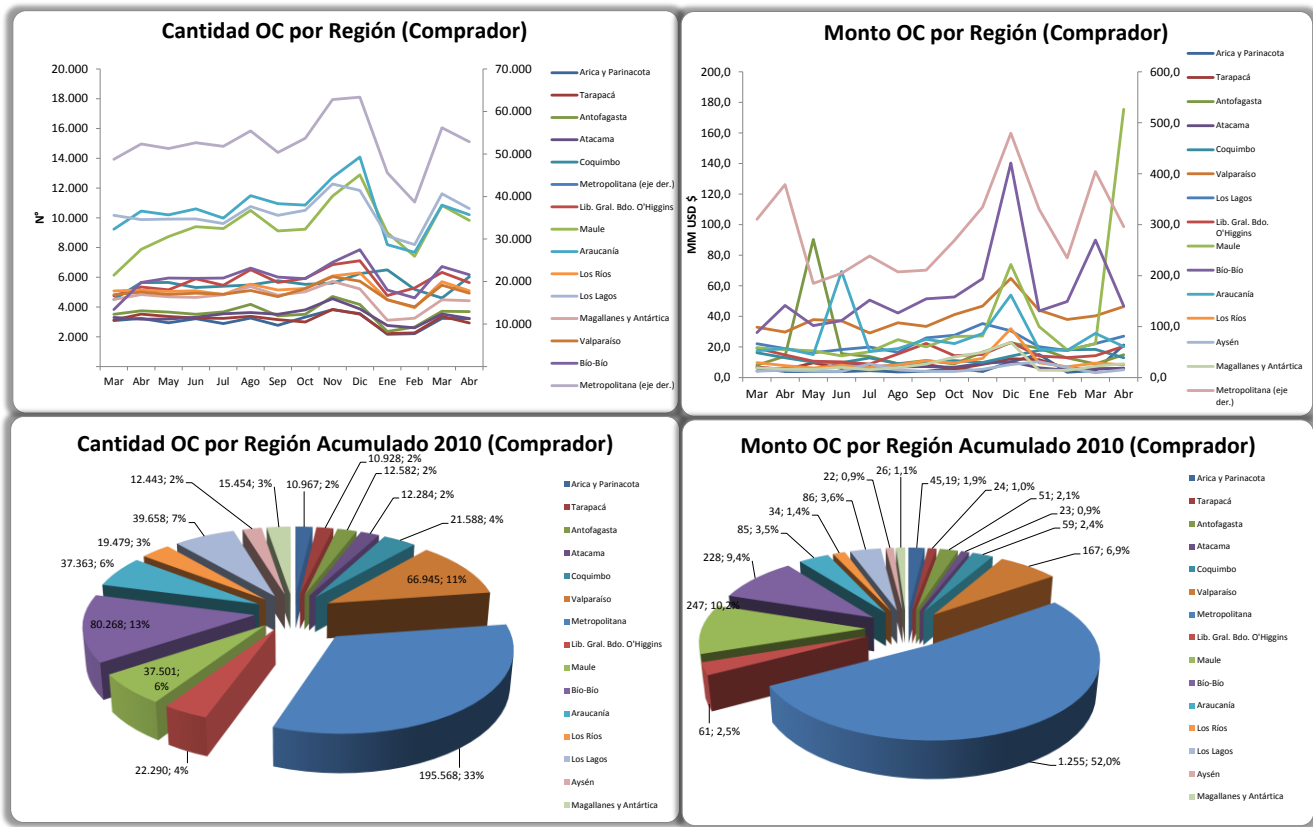 Cantidad OC por Región (Comprador)
20.000
18.000
16.000
14.000
12.000
10.000
8.000
6.000
4.000
2.000
N°
70.000
60.000
50.000
40.000
30.000
20.000
10.000
Mar Abr May Jun Jul Ago Sep Oct Nov Dic Ene Feb Mar Abr
Arica y Parinacota
Tarapacá
Antofagasta
Atacama
Coquimbo
Metropolitana (eje der.)
Lib. Gral. Bdo. O'Higgins
Maule
Araucanía
Los Ríos
Los Lagos
Magallanes y Antártica
Valparaíso
Bío-Bío
Metropolitana (eje der.)
Monto OC por Región (Comprador)
200,0
180,0
160,0
140,0
120,0
100,0
80,0
60,0
40,0
20,0
0,0
MM USD $
600,0
500,0
400,0
300,0
200,0
100,0
0,0
Mar Abr May Jun Jul Ago Sep Oct Nov Dic Ene Feb Mar Abr
Arica y Parinacota
Tarapacá
Antofagasta
Atacama
Coquimbo
Valparaíso
Los Lagos
Lib. Gral. Bdo.
O'Higgins
Maule
Bío-Bío
Araucanía
Los Ríos
Aysén
Magallanes y Antártica
Metropolitana (eje
der.)
Cantidad OC por Región Acumulado 2010 (Comprador)
10.967; 2%
10.928; 2%
12.582; 2%
12.284; 2%
21.588; 4%
66.945; 11%
195.568; 33%
22.290; 4%
37.501;
6%
80.268; 13%
37.363; 6%
19.479; 3%
39.658; 7%
12.443; 2%
15.454; 3%
Arica y Parinacota
Tarapacá
Antofagasta
Atacama
Coquimbo
Valparaíso
Metropolitana
Lib. Gral. Bdo. O'Higgins
Maule
Bío-Bío
Araucanía
Los Ríos
Los Lagos
Aysén
Magallanes y Antártica
Monto OC por Región Acumulado 2010 (Comprador)
45,19; 1,9%
24; 1,0%
51; 2,1%
23; 0,9%
59; 2,4%
167; 6,9%
1.255; 52,0%
61; 2,5%
247; 10,2%
228; 9,4%
85; 3,5%
34; 1,4%
86; 3,6%
22; 0,9%
26; 1,1%
Arica y Parinacota
Tarapacá
Antofagasta
Atacama
Coquimbo
Valparaíso
Metropolitana
Lib. Gral. Bdo. O'Higgins
Maule
Bío-Bío
Araucanía
Los Ríos
Los Lagos
Aysén
Magallanes y Antártica